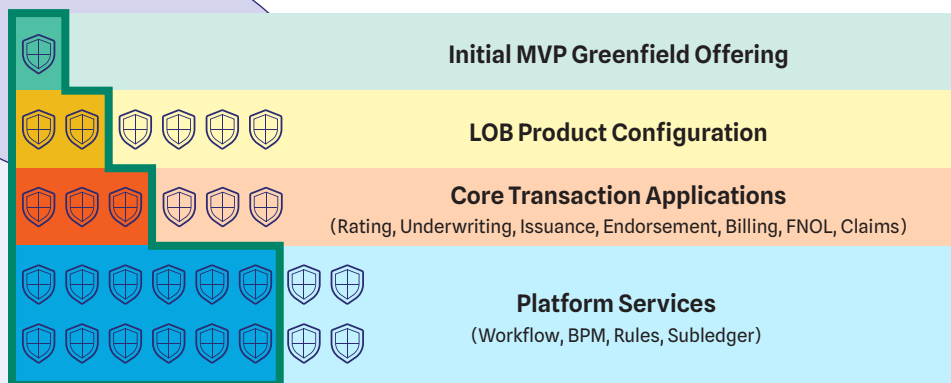 Initial MVP Greenfield Offering
LOB Product Configuration
Core Transaction Applications
(Rating, Underwriting, Issuance, Endorsement, Billing, FNOL, Claims)
Platform Services
(Workflow, BPM, Rules, Subledger)